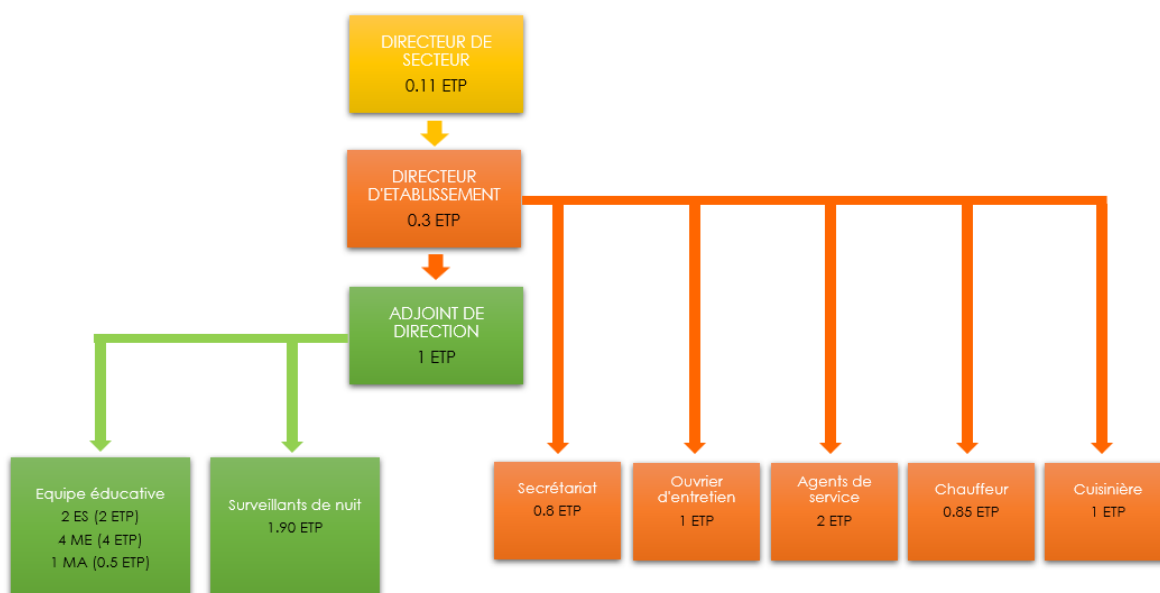 DIRECTEUR DE
SECTEUR
0.11 ETP
DIRECTEUR
D'ETABLISSEMENT
0.3 ETP
ADJOINT DE
DIRECTION
1 ETP
Equipe éducative
2 ES (2 ETP)
4 ME (4 ETP)
1 MA (0.5 ETP)
Surveillants de nuit
1.90 ETP
Secrétariat
0.8 ETP
Ouvrier
d'entretien
1 ETP
Agents de
service
2 ETP
Chauffeur
0.85 ETP
Cuisinière
1 ETP